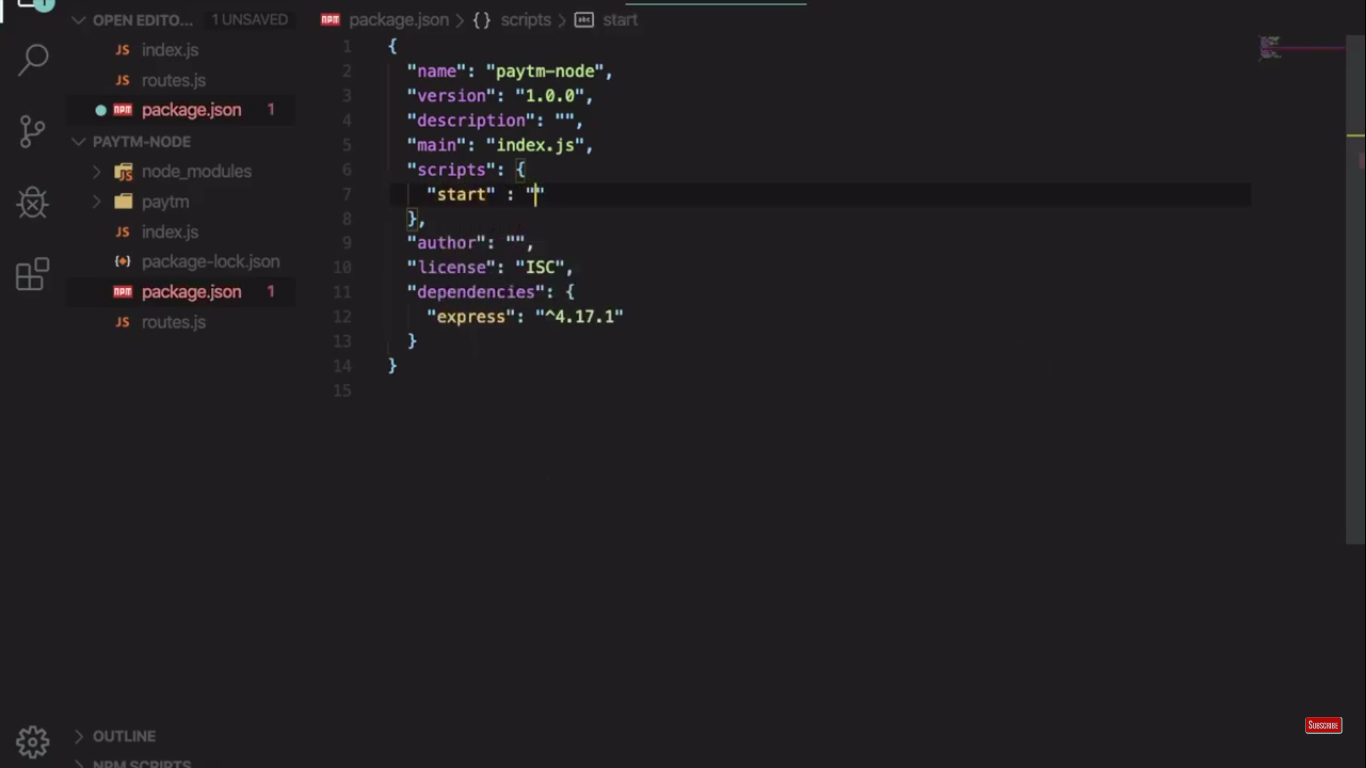 1
OPEN EDITO... 1 UNSAVED
JS index.js
JS routes.js
npm package.json 1
PAYTM-NODE
node_modules
paytm
JS index.js
package-lock.json
npm package.json 1
JS routes.js
OUTLINE
NPM SCRIPTS
npm package.json > {} scripts > abc start
1 {
2 "name": "paytm-node",
3 "version": "1.0.0",
4 "description": "",
5 "main": "index.js",
6 "scripts": {
7 "start" : ""
8 },
9 "author": "",
10 "license": "ISC",
11 "dependencies": {
12 "express": "^4.17.1"
13 }
14 }
15
SUBSCRIBE